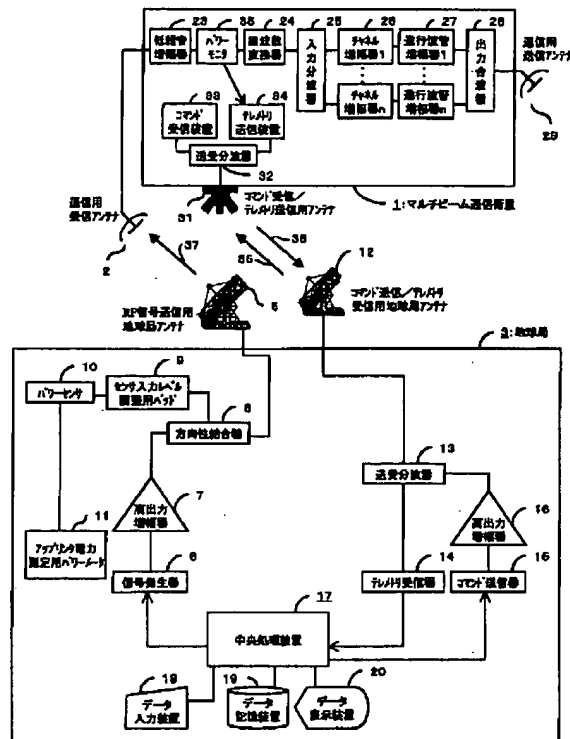 23
38
24
25
26
27
28
低雑音
増幅器
パワー
モニタ
周波数
変換器
入力分波器
チャネル
増幅器1
進行波管
増幅器1
出力合波器
通信用
送信アンテナ
29
チャネル
増幅器n
進行波管
増幅器n
33
コマンド
受信装置
34
テレメトリ
送信装置
送受分波器
32
31
コマンド受信/
テレメトリ送信用アンテナ
1:マルチビーム通信衛星
通信用
受信アンテナ
2
37
35
36
12
RF信号送信用
地球局アンテナ
5
コマンド送信/テレメトリ
受信用地球局アンテナ
3:地球局
10
パワーセンサ
9
センサ入力レベル
調整用パッド
8
方向性結合器
13
送受分波器
7
高出力
増幅器
16
高出力
増幅器
11
アップリンク電力
測定用パワーメータ
6
信号発生器
14
テレメトリ受信器
15
コマンド送信器
17
中央処理装置
18
データ
入力装置
19
データ
記憶装置
20
データ
表示装置